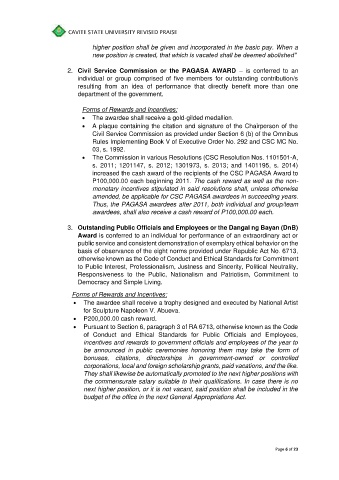 CAVITE STATE UNIVERSITY REVISED PRAISE
higher position shall be given and incorporated in the basic pay. When a
new position is created, that which is vacated shall be deemed abolished"
2. Civil Service Commission or the PAGASA AWARD – is conferred to an
individual or group comprised of five members for outstanding contribution/s
resulting from an idea of performance that directly benefit more than one
department of the government.
Forms of Rewards and Incentives:
• The awardee shall receive a gold-gilded medallion.
• A plaque containing the citation and signature of the Chairperson of the
Civil Service Commission as provided under Section 6 (b) of the Omnibus
Rules Implementing Book V of Executive Order No. 292 and CSC MC No.
03, s. 1992.
• The Commission in various Resolutions (CSC Resolution Nos. 1101501-A,
s. 2011; 1201147, s. 2012; 1301973, s. 2013; and 1401195, s. 2014)
increased the cash award of the recipients of the CSC PAGASA Award to
P100,000.00 each beginning 2011. The cash reward as well as the non-
monetary incentives stipulated in said resolutions shall, unless otherwise
amended, be applicable for CSC PAGASA awardees in succeeding years.
Thus, the PAGASA awardees after 2011, both individual and group/team
awardees, shall also receive a cash reward of P100,000.00 each.
3. Outstanding Public Officials and Employees or the Dangal ng Bayan (DnB)
Award is conferred to an individual for performance of an extraordinary act or
public service and consistent demonstration of exemplary ethical behavior on the
basis of observance of the eight norms provided under Republic Act No. 6713,
otherwise known as the Code of Conduct and Ethical Standards for Commitment
to Public Interest, Professionalism, Justness and Sincerity, Political Neutrality,
Responsiveness to the Public, Nationalism and Patriotism, Commitment to
Democracy and Simple Living.
Forms of Rewards and Incentives:
• The awardee shall receive a trophy designed and executed by National Artist
for Sculpture Napoleon V. Abueva.
• P200,000.00 cash reward.
• Pursuant to Section 6, paragraph 3 of RA 6713, otherwise known as the Code
of Conduct and Ethical Standards for Public Officials and Employees,
incentives and rewards to government officials and employees of the year to
be announced in public ceremonies honoring them may take the form of
bonuses, citations, directorships in government-owned or controlled
corporations, local and foreign scholarship grants, paid vacations, and the like.
They shall likewise be automatically promoted to the next higher positions with
the commensurate salary suitable to their qualifications. In case there is no
next higher position, or it is not vacant, said position shall be included in the
budget of the office in the next General Appropriations Act.
Page 6 of 23